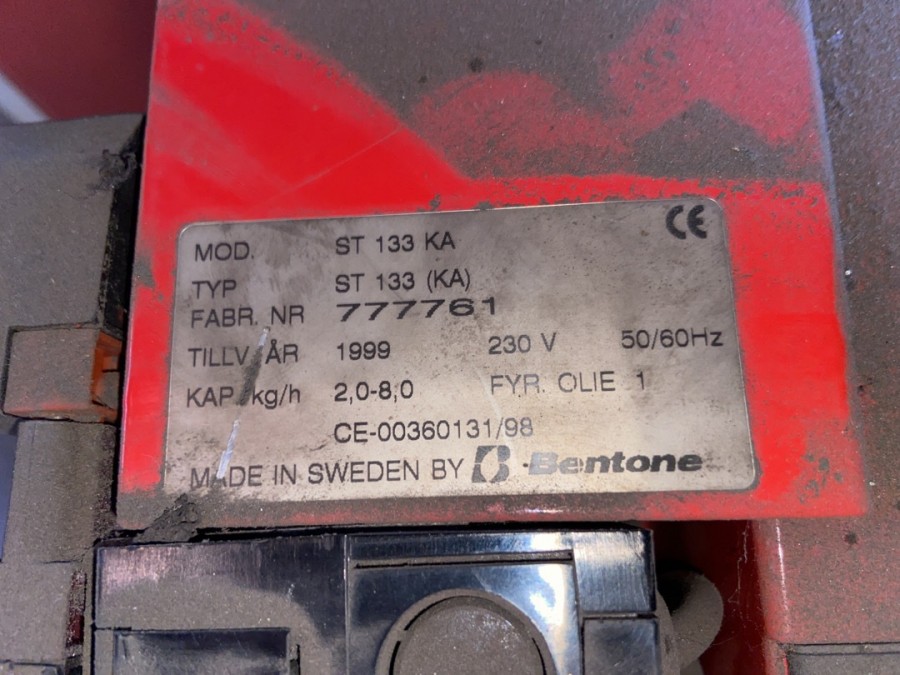 CE
MOD. ST 133 KA
TYP ST 133 (KA)
FABR. NR 777761
TILLV ÅR 1999 230 V 50/60Hz
KAP. kg/h 2,0-8,0 FYR. OLIE 1
CE-00360131/98
MADE IN SWEDEN BY Bentone